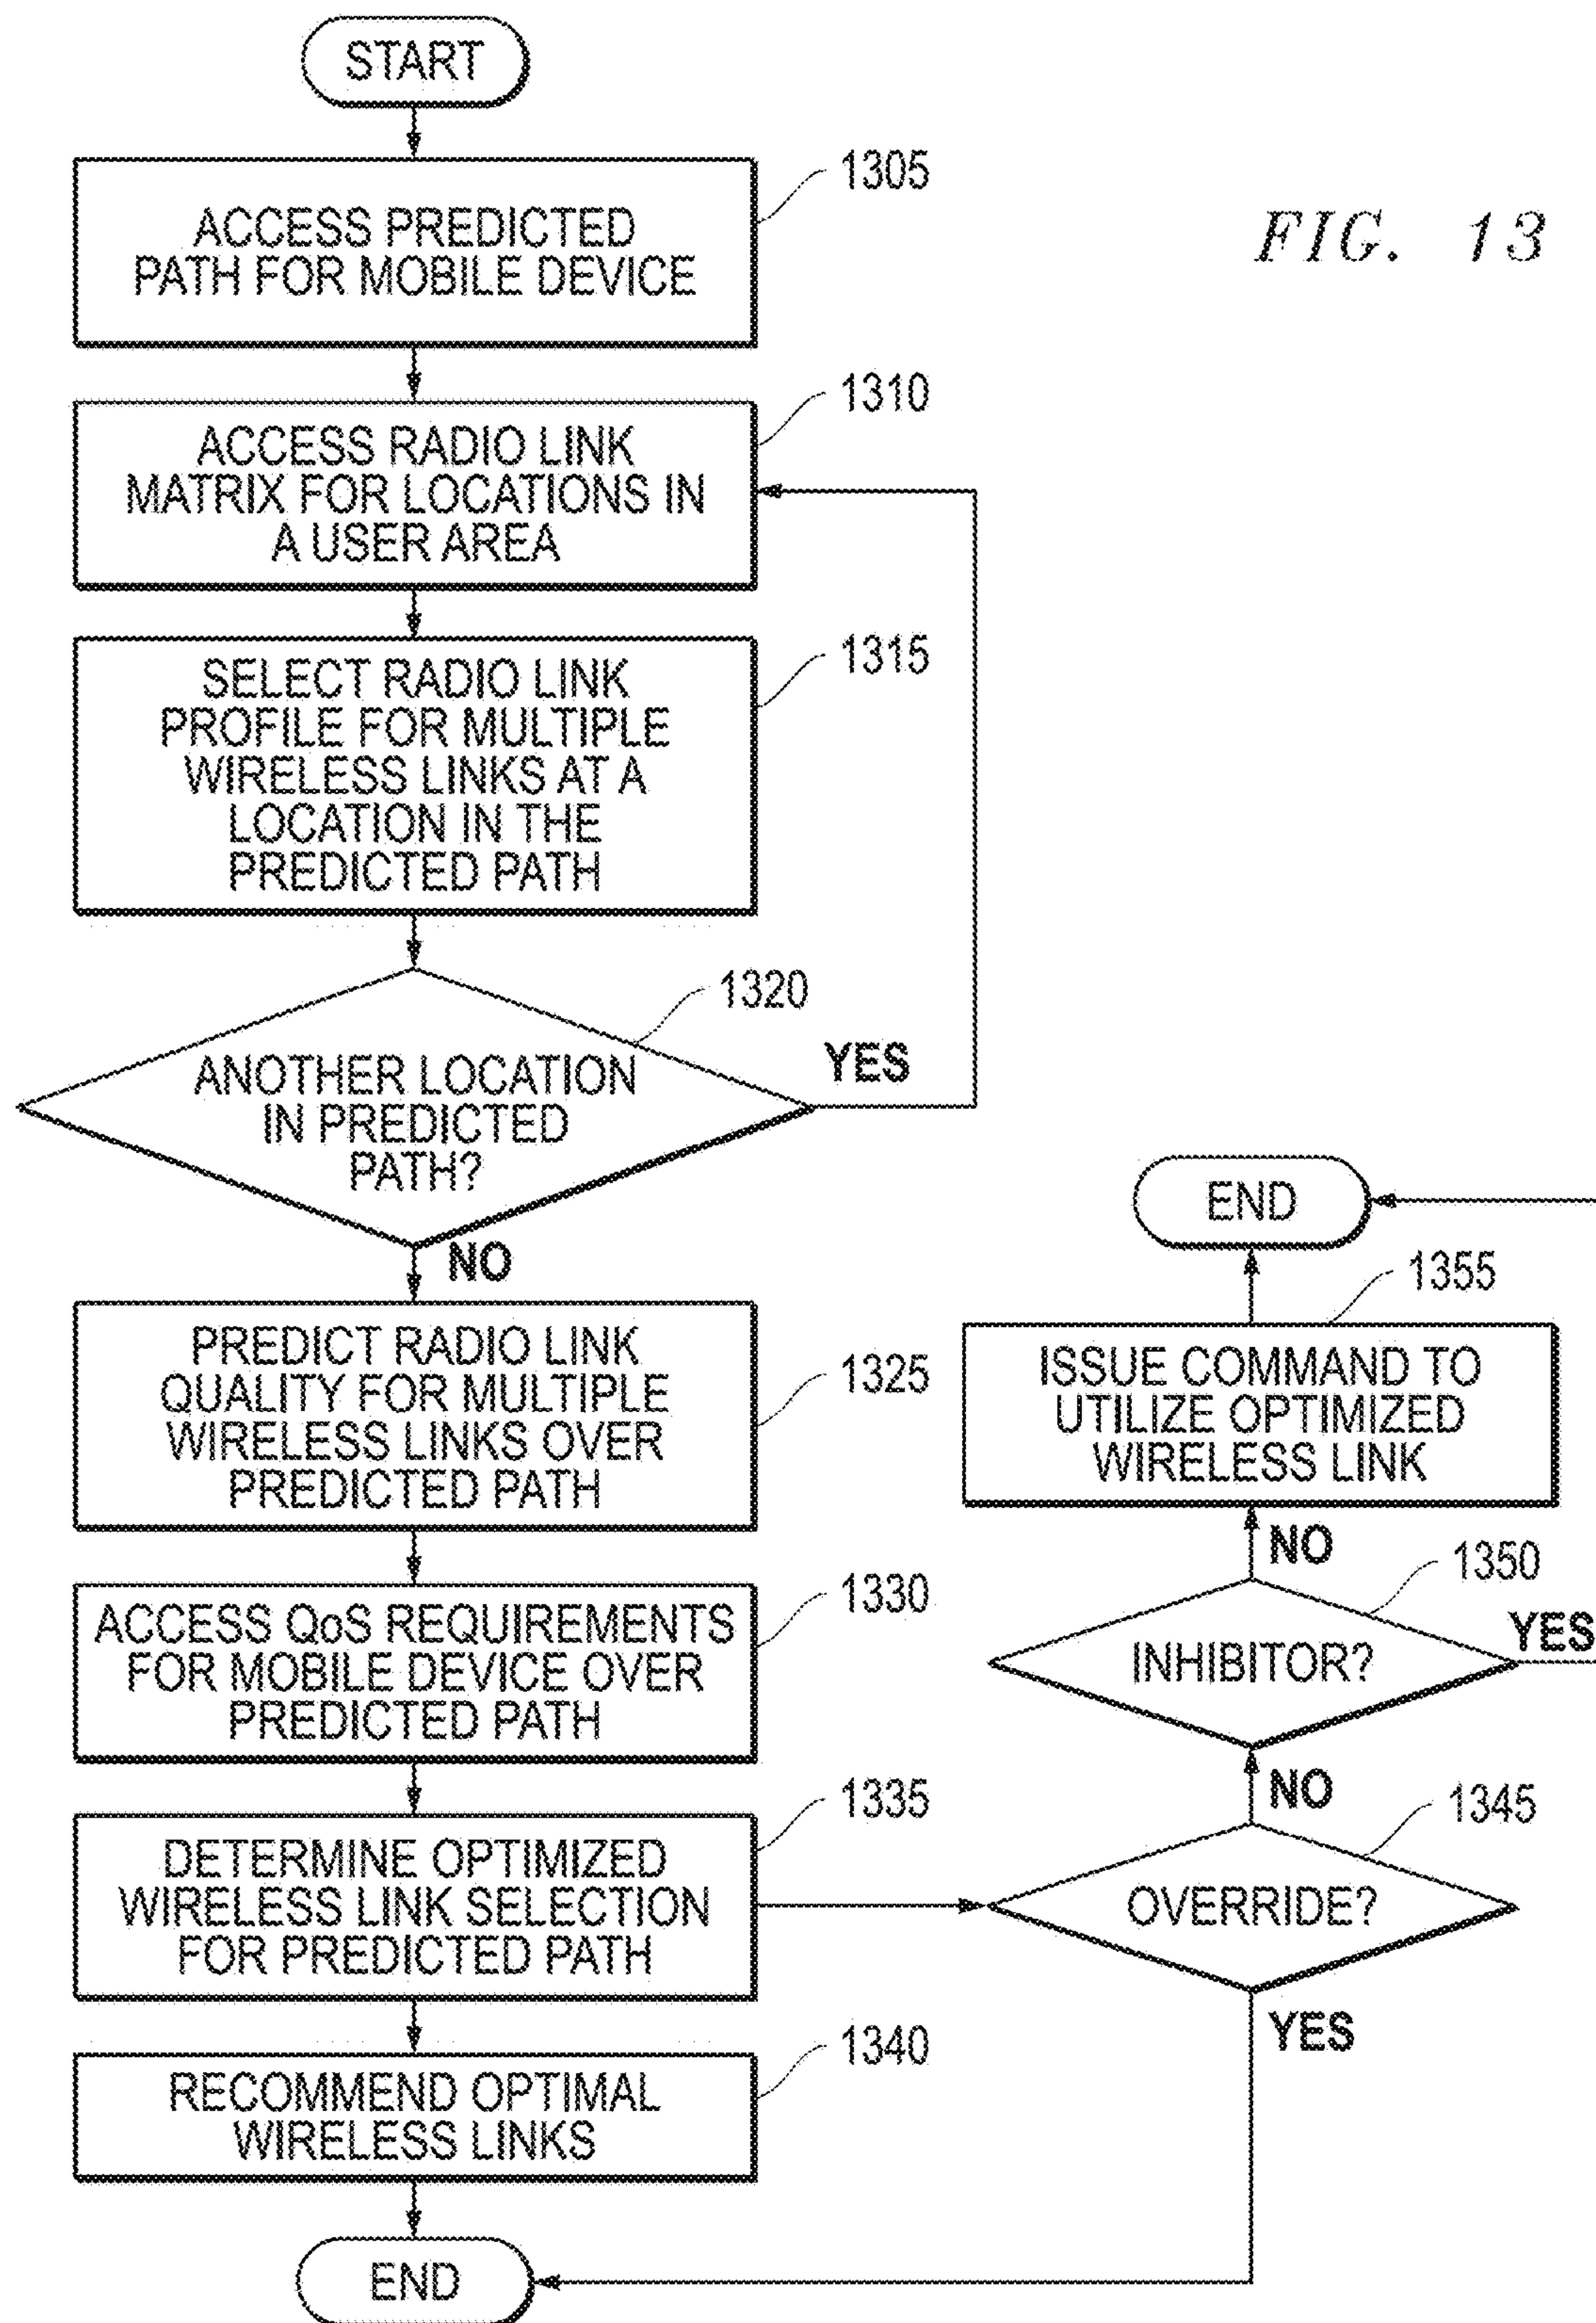 START
1305
FIG. 13
ACCESS PREDICTED
PATH FOR MOBILE DEVICE
1310
ACCESS RADIO LINK
MATRIX FOR LOCATIONS IN
A USER AREA
1315
SELECT RADIO LINK
PROFILE FOR MULTIPLE
WIRELESS LINKS AT A
LOCATION IN THE
PREDICTED PATH
1320
ANOTHER LOCATION
IN PREDICTED
PATH?
YES
NO
1325
PREDICT RADIO LINK
QUALITY FOR MULTIPLE
WIRELESS LINKS OVER
PREDICTED PATH
1330
ACCESS QoS REQUIREMENTS
FOR MOBILE DEVICE OVER
PREDICTED PATH
1335
DETERMINE OPTIMIZED
WIRELESS LINK SELECTION
FOR PREDICTED PATH
1340
RECOMMEND OPTIMAL
WIRELESS LINKS
END
END
1355
ISSUE COMMAND TO
UTILIZE OPTIMIZED
WIRELESS LINK
NO
1350
INHIBITOR?
YES
NO
1345
OVERRIDE?
YES